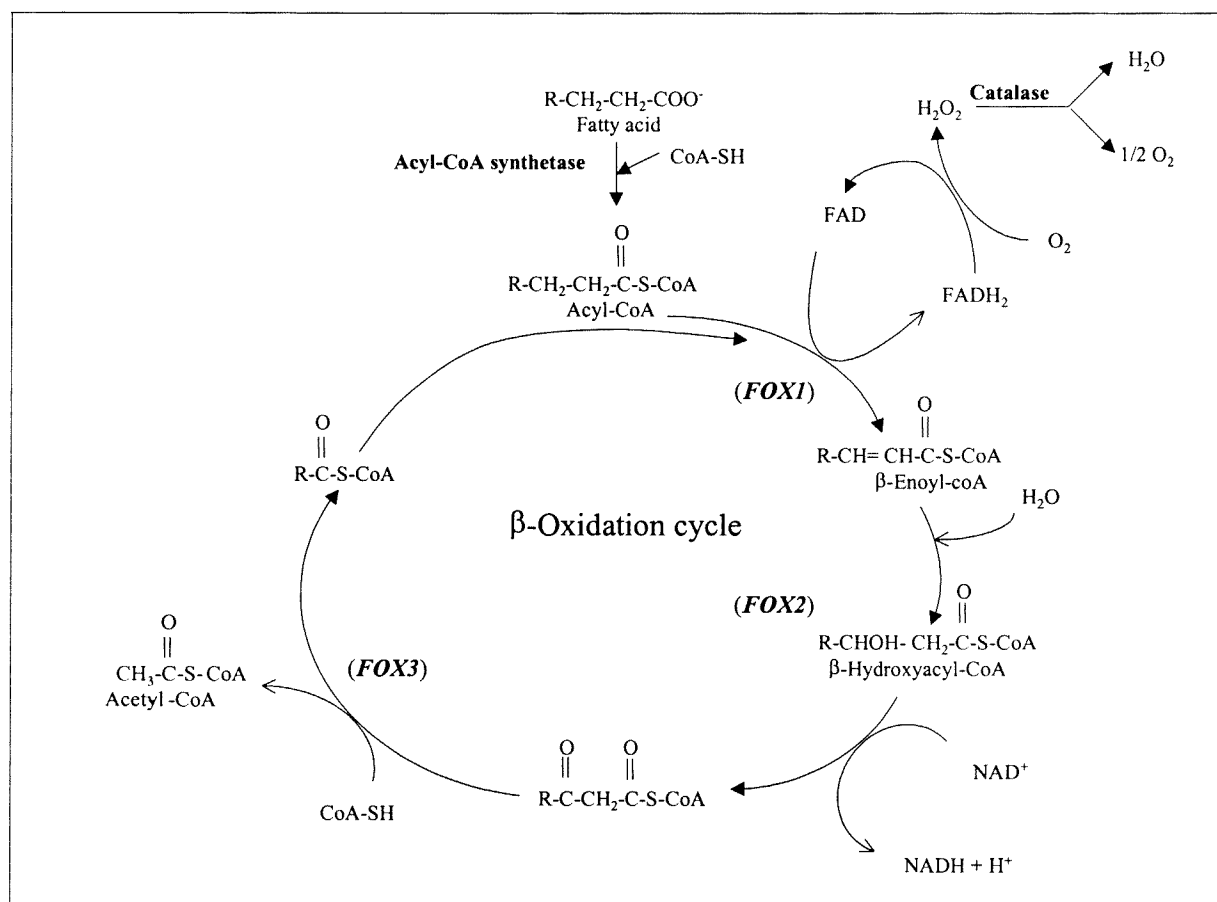 R-CH₂-CH₂-COO⁻
Fatty acid
Acyl-CoA synthetase
CoA-SH
O
||
R-CH₂-CH₂-C-S-CoA
Acyl-CoA
H₂O₂
Catalase
H₂O
1/2 O₂
FAD
O₂
FADH₂
(FOX1)
O
||
R-CH= CH-C-S-CoA
β-Enoyl-coA
H₂O
O
||
R-C-S-CoA
β-Oxidation cycle
(FOX2)
O
||
R-CHOH- CH₂-C-S-CoA
β-Hydroxyacyl-CoA
O
||
CH₃-C-S- CoA
Acetyl -CoA
(FOX3)
CoA-SH
O O
|| ||
R-C-CH₂-C-S-CoA
NAD⁺
NADH + H⁺